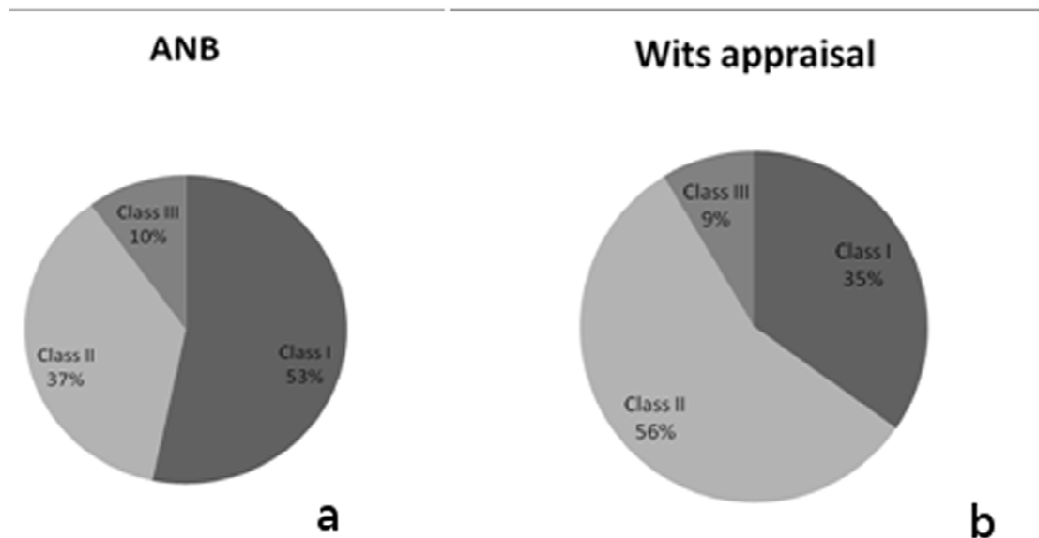 ANB
Class III
10%
Class II
37%
Class I
53%
a
Wits appraisal
Class III
9%
Class I
35%
Class II
56%
b